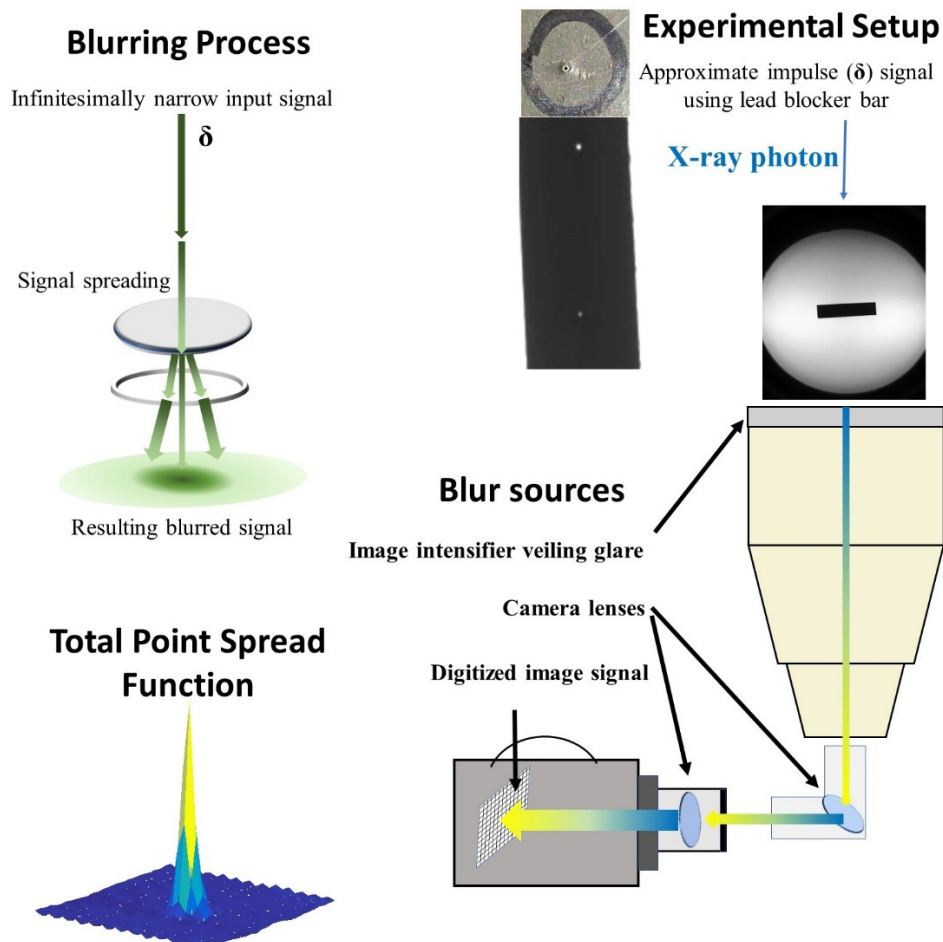 Blurring Process
Infinitesimally narrow input signal
δ
Signal spreading
Resulting blurred signal
Total Point Spread
Function
Experimental Setup
Approximate impulse (δ) signal
using lead blocker bar
X-ray photon
Blur sources
Image intensifier veiling glare
Camera lenses
Digitized image signal